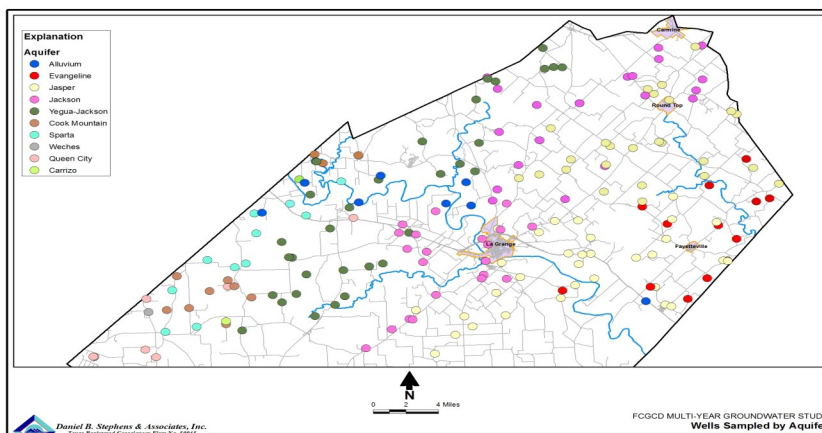 Explanation
Aquifer
Alluvium
Evangeline
Jasper
Jackson
Yegua-Jackson
Cook Mountain
Sparta
Weches
Queen City
Carrizo
Carmine
Round Top
La Grange
Fayetteville
N
0 2 4 Miles
Daniel B. Stephens & Associates, Inc.
FCGCD MULTI-YEAR GROUNDWATER STUD
Wells Sampled by Aquife